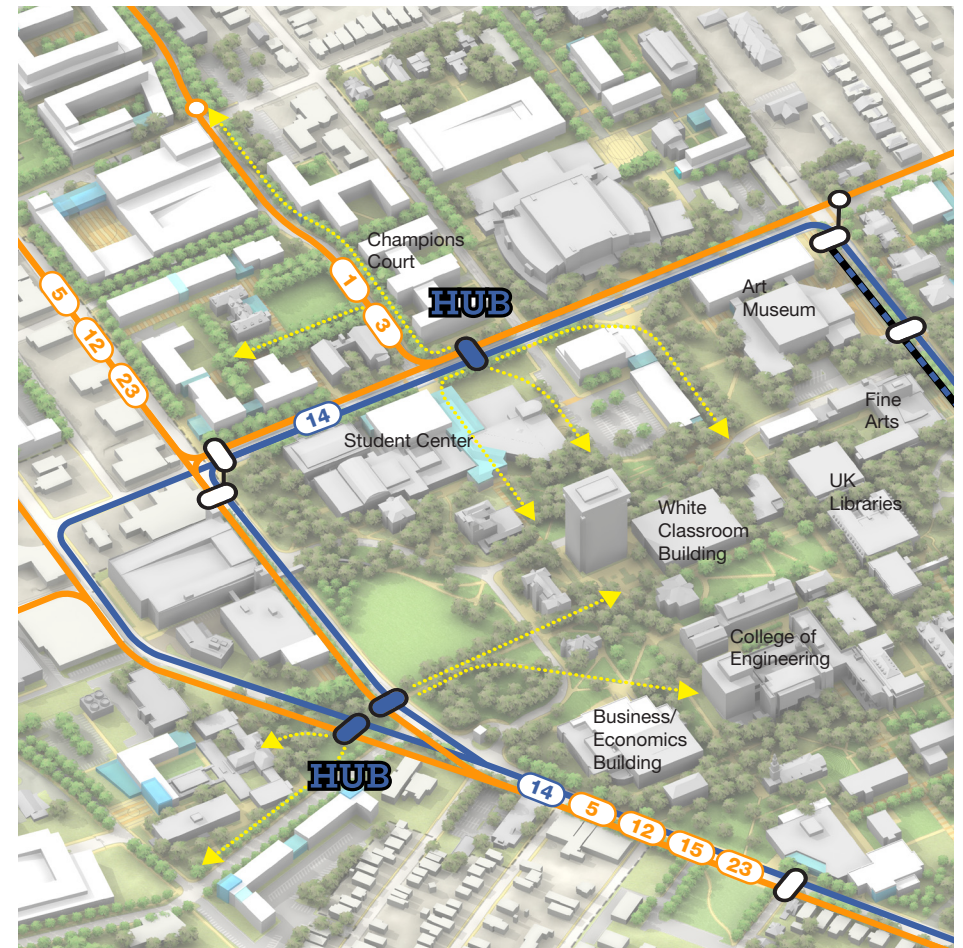 Champions
Court
1
3
HUB
5
12
23
14
Student Center
Art
Museum
Fine
Arts
UK
Libraries
White
Classroom
Building
College of
Engineering
Business/
Economics
Building
HUB
14
5
12
15
23